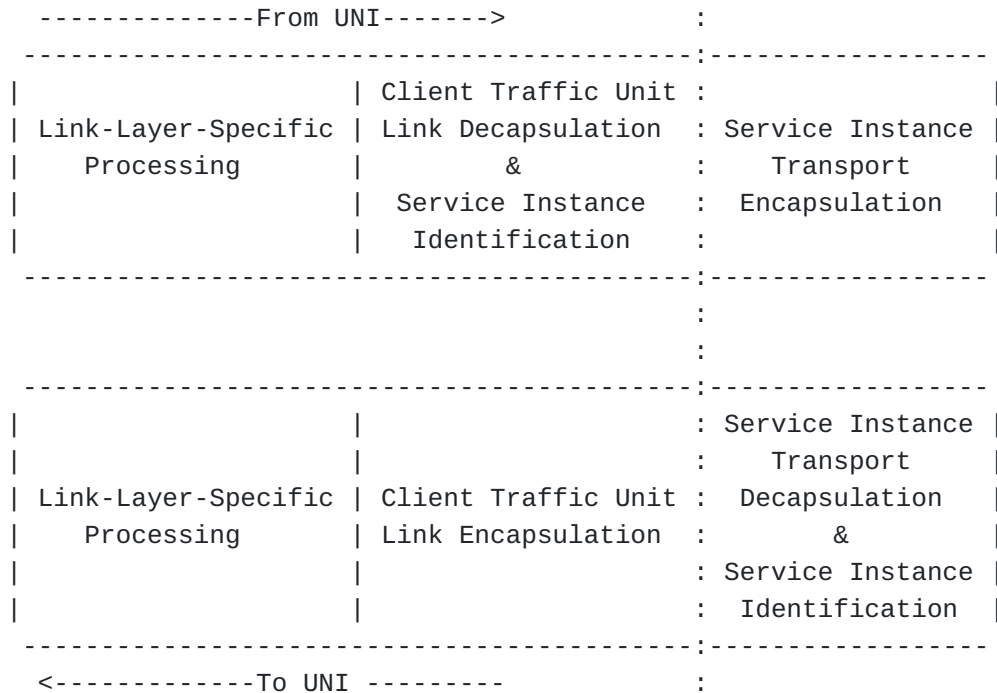 --------------From UNI------->            :
-------------------------------------------:------------------
|                     | Client Traffic Unit :                  |
| Link-Layer-Specific | Link Decapsulation  : Service Instance |
|     Processing      |         &           :    Transport     |
|                     |  Service Instance   :  Encapsulation   |
|                     |   Identification    :                  |
-------------------------------------------:------------------
                                           :
                                           :
-------------------------------------------:------------------
|                     |                     : Service Instance |
|                     |                     :    Transport     |
| Link-Layer-Specific | Client Traffic Unit :  Decapsulation   |
|     Processing      | Link Encapsulation  :        &         |
|                     |                     : Service Instance |
|                     |                     :  Identification  |
-------------------------------------------:------------------
 <-------------To UNI ---------            :